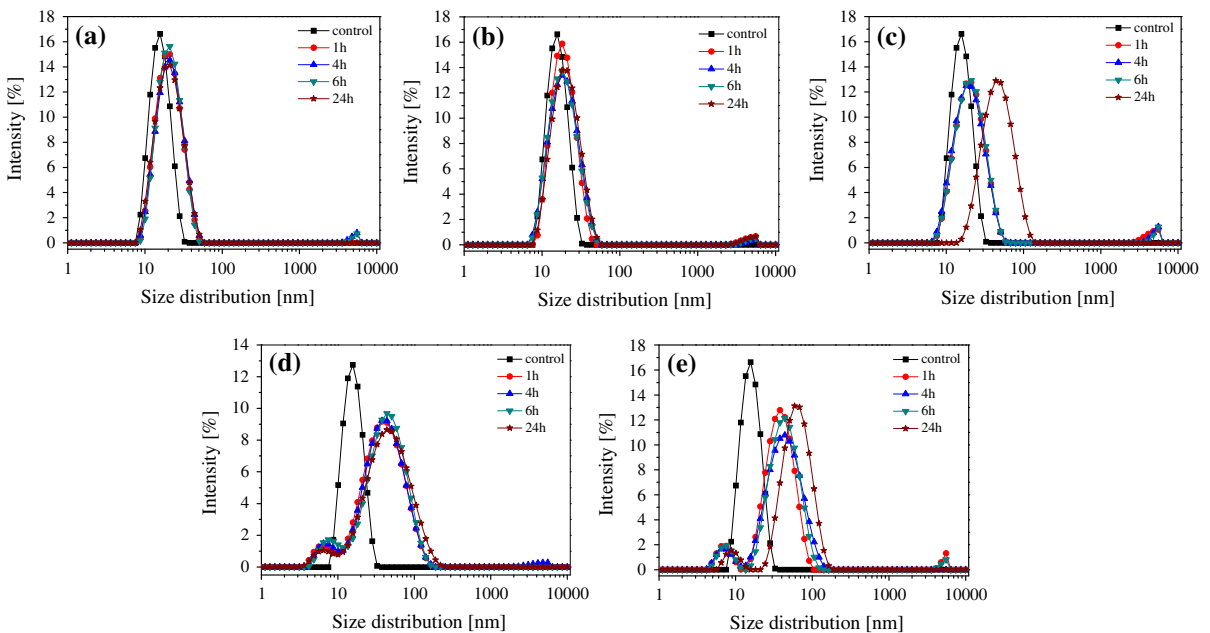 (a)
control
1h
4h
6h
24h
18
16
14
12
10
8
6
4
2
0
Intensity [%]
1 10 100 1000 10000
Size distribution [nm]
(b)
control
1h
4h
6h
24h
18
16
14
12
10
8
6
4
2
0
Intensity [%]
1 10 100 1000 10000
Size distribution [nm]
(c)
control
1h
4h
6h
24h
18
16
14
12
10
8
6
4
2
0
Intensity [%]
1 10 100 1000 10000
Size distribution [nm]
(d)
control
1h
4h
6h
24h
14
12
10
8
6
4
2
0
Intensity [%]
1 10 100 1000 10000
Size distribution [nm]
(e)
control
1h
4h
6h
24h
18
16
14
12
10
8
6
4
2
0
Intensity [%]
1 10 100 1000 10000
Size distribution [nm]